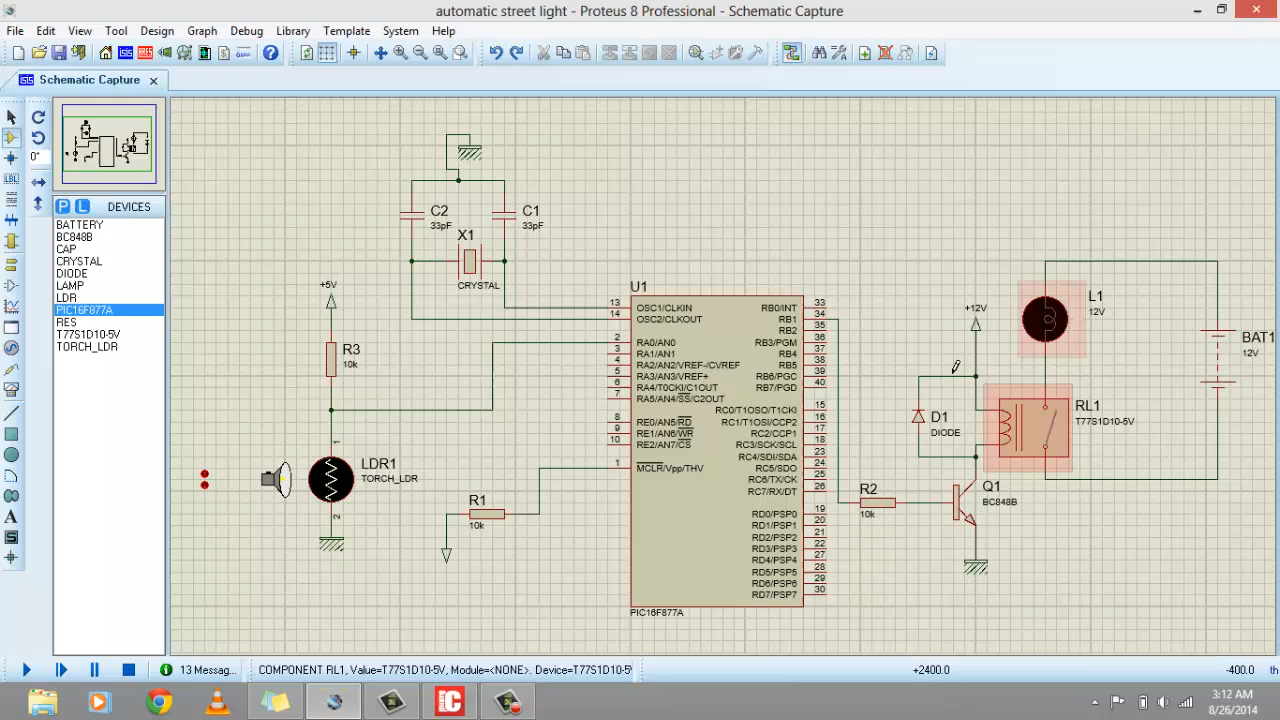 automatic street light - Proteus 8 Professional - Schematic Capture
File Edit View Tool Design Graph Debug Library Template System Help
Schematic Capture
0°
LBL
P L DEVICES
BATTERY
BC848B
CAP
CRYSTAL
DIODE
LAMP
LDR
PIC16F877A
RES
T77S1D10-5V
TORCH_LDR
C2
33pF
C1
33pF
X1
CRYSTAL
+5V
R3
10k
1
LDR1
TORCH_LDR
2
R1
10k
U1
13 OSC1/CLKIN RB0/INT 33
14 OSC2/CLKOUT RB1 34
RB2 35
2 RA0/AN0 RB3/PGM 36
3 RA1/AN1 RB4 37
4 RA2/AN2/VREF-/CVREF RB5 38
5 RA3/AN3/VREF+ RB6/PGC 39
6 RA4/T0CKI/C1OUT RB7/PGD 40
7 RA5/AN4/SS/C2OUT
RC0/T1OSO/T1CKI 15
8 RE0/AN5/RD RC1/T1OSI/CCP2 16
9 RE1/AN6/WR RC2/CCP1 17
10 RE2/AN7/CS RC3/SCK/SCL 18
RC4/SDI/SDA 23
1 MCLR/Vpp/THV RC5/SDO 24
RC6/TX/CK 25
RC7/RX/DT 26
RD0/PSP0 19
RD1/PSP1 20
RD2/PSP2 21
RD3/PSP3 22
RD4/PSP4 27
RD5/PSP5 28
RD6/PSP6 29
RD7/PSP7 30
PIC16F877A
R2
10k
+12V
D1
DIODE
Q1
BC848B
L1
12V
RL1
T77S1D10-5V
BAT1
12V
13 Messag...
COMPONENT RL1, Value=T77S1D10-5V, Module=<NONE>. Device=T77S1D10-5V
+2400.0
-400.0
th
3:12 AM
8/26/2014